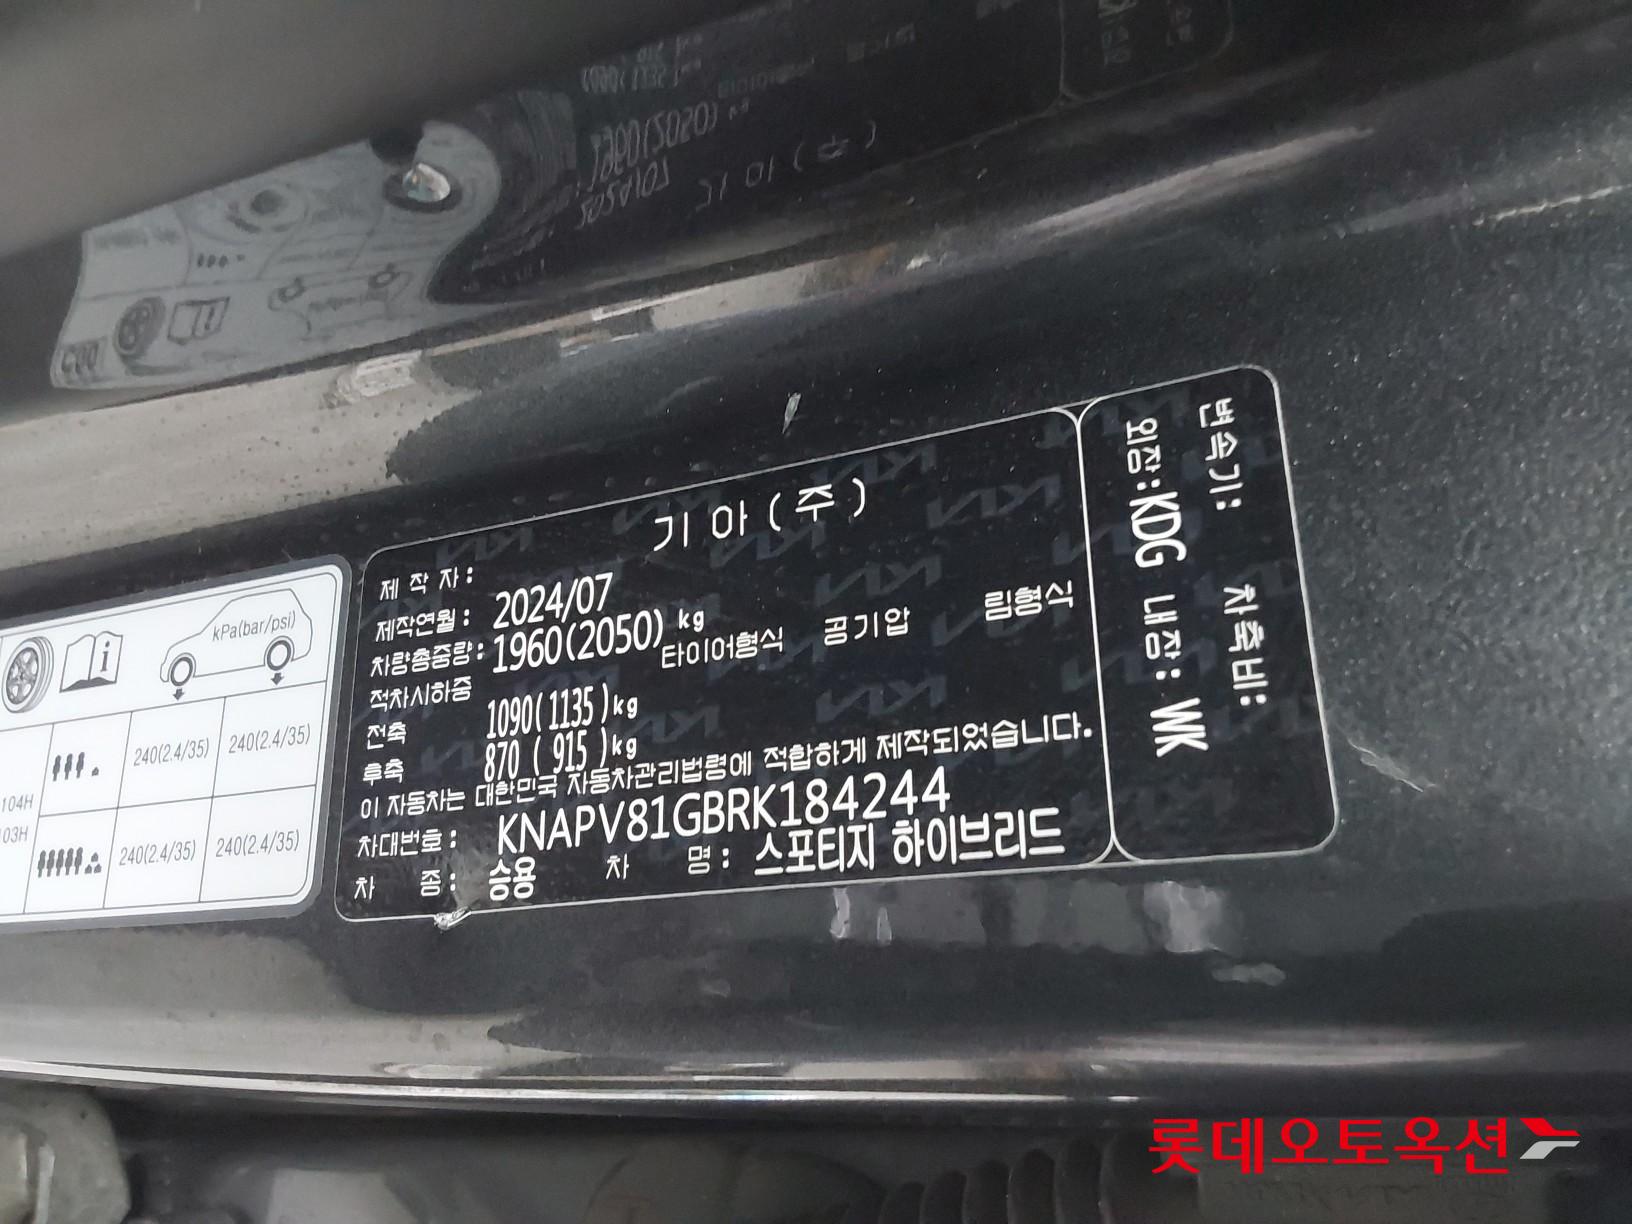 기아(주)
제작자:
제작연월: 2024/07
차량총중량: 1960(2050) kg
적차시하중 타이어형식 공기압 림형식
전축 1090(1135)kg
후축 870 ( 915 )kg
이 자동차는 대한민국 자동차관리법령에 적합하게 제작되었습니다.
차대번호: KNAPV81GBRK184244
차 종: 승용 차 명: 스포티지 하이브리드
변속기: 차축비:
외장:KDG 내장: WK
kPa(bar/psi)
104H 240(2.4/35) 240(2.4/35)
103H 240(2.4/35) 240(2.4/35)
롯데오토옥션